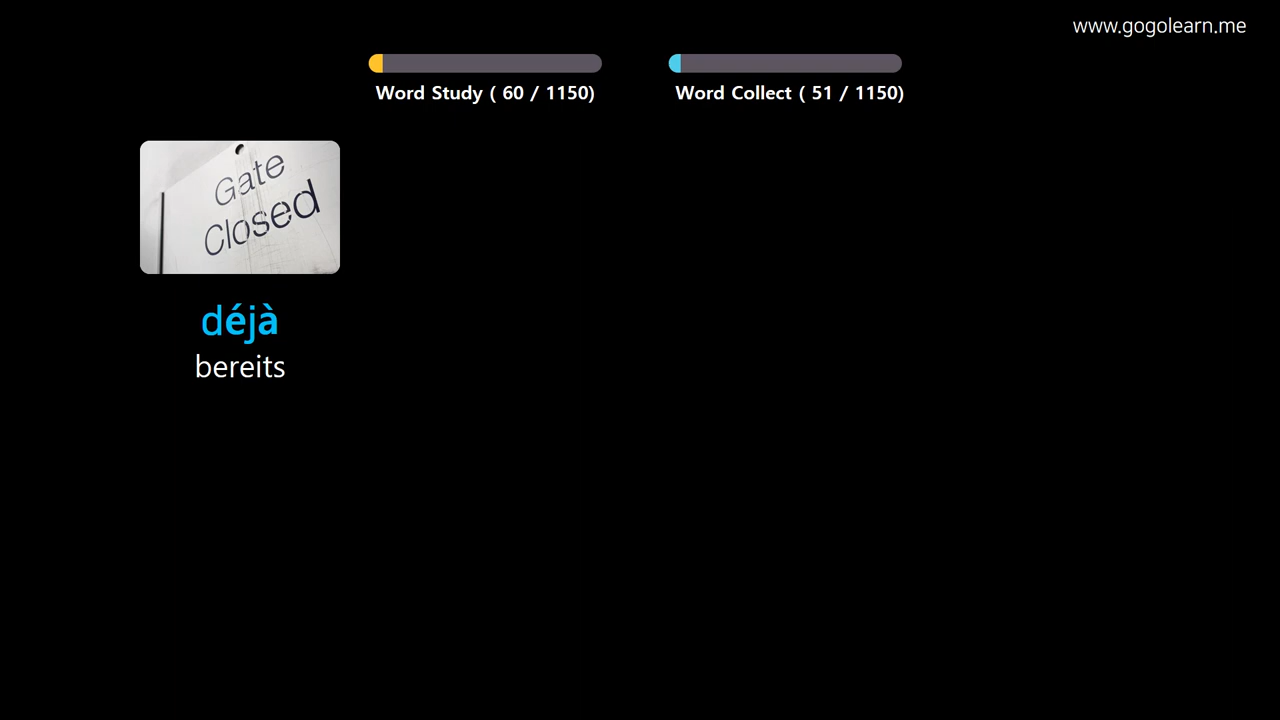 www.gogolearn.me
Word Study ( 60 / 1150)
Word Collect ( 51 / 1150)
Gate
Closed
déjà
bereits